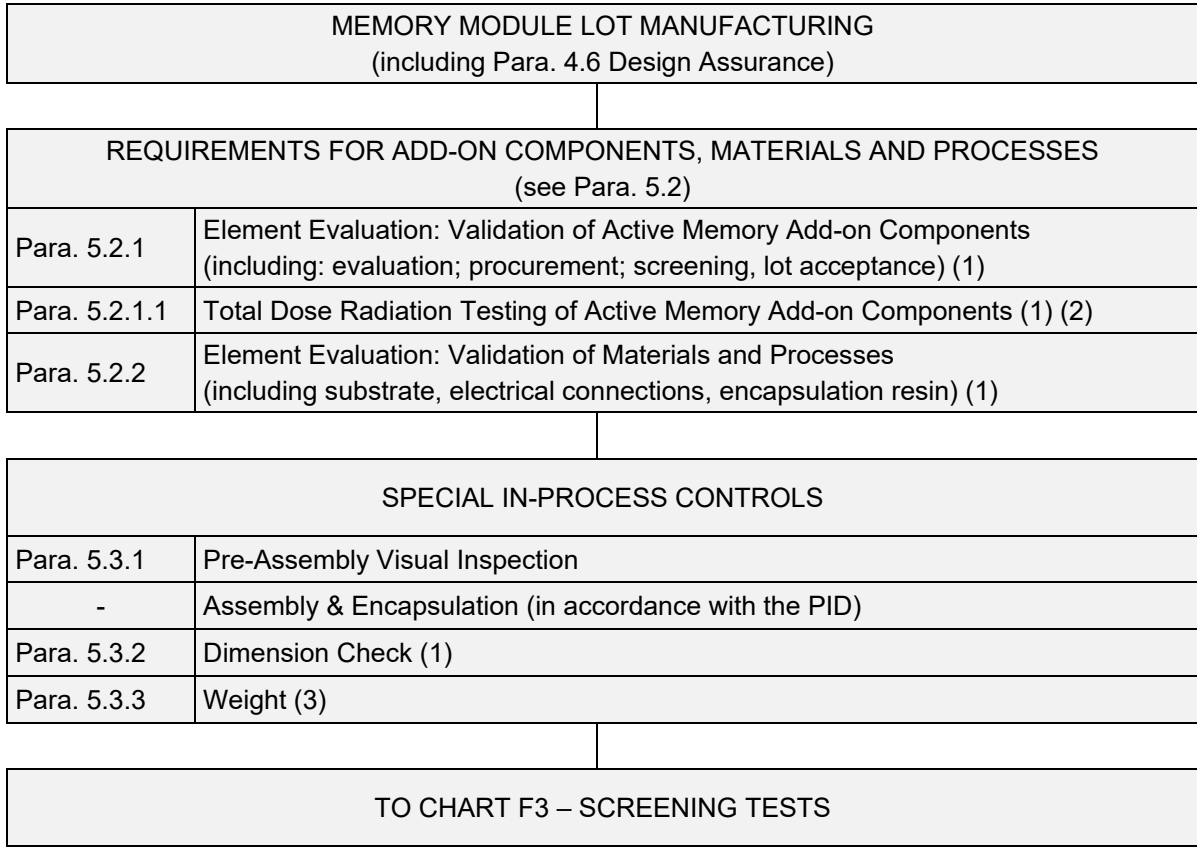 MEMORY MODULE LOT MANUFACTURING
(including Para. 4.6 Design Assurance)
REQUIREMENTS FOR ADD-ON COMPONENTS, MATERIALS AND PROCESSES
(see Para. 5.2)
Para. 5.2.1
Element Evaluation: Validation of Active Memory Add-on Components
(including: evaluation; procurement; screening, lot acceptance) (1)
Para. 5.2.1.1 Total Dose Radiation Testing of Active Memory Add-on Components (1) (2)
Para. 5.2.2
Element Evaluation: Validation of Materials and Processes
(including substrate, electrical connections, encapsulation resin) (1)
SPECIAL IN-PROCESS CONTROLS
Para. 5.3.1 Pre-Assembly Visual Inspection
- Assembly & Encapsulation (in accordance with the PID)
Para. 5.3.2 Dimension Check (1)
Para. 5.3.3 Weight (3)
TO CHART F3 – SCREENING TESTS